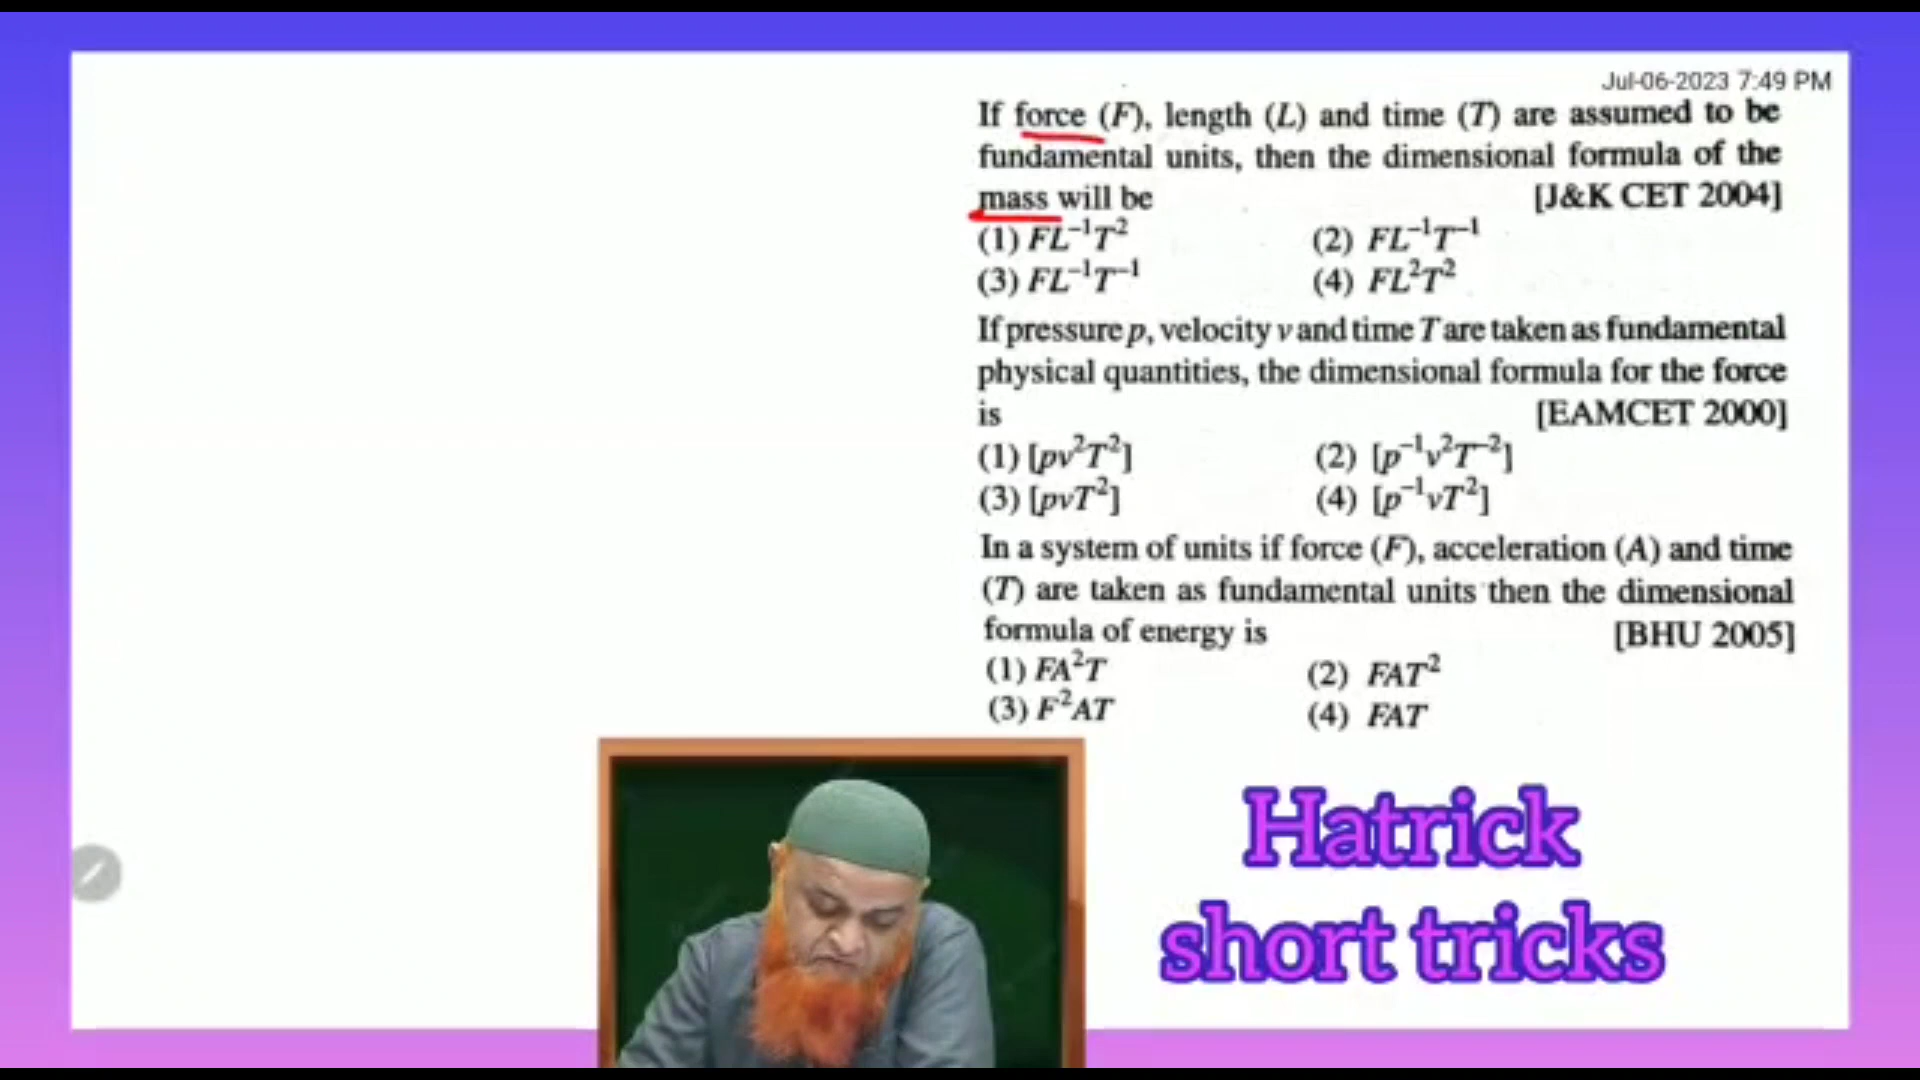 Jul-06-2023 7:49 PM
If force (F), length (L) and time (T) are assumed to be
fundamental units, then the dimensional formula of the
mass will be [J&K CET 2004]
(1) FL⁻¹T² (2) FL⁻¹T⁻¹
(3) FL⁻¹T⁻¹ (4) FL²T²
If pressure p, velocity v and time T are taken as fundamental
physical quantities, the dimensional formula for the force
is [EAMCET 2000]
(1) [pv²T²] (2) [p⁻¹v²T⁻²]
(3) [pvT²] (4) [p⁻¹vT²]
In a system of units if force (F), acceleration (A) and time
(T) are taken as fundamental units then the dimensional
formula of energy is [BHU 2005]
(1) FA²T (2) FAT²
(3) F²AT (4) FAT
Hatrick
short tricks